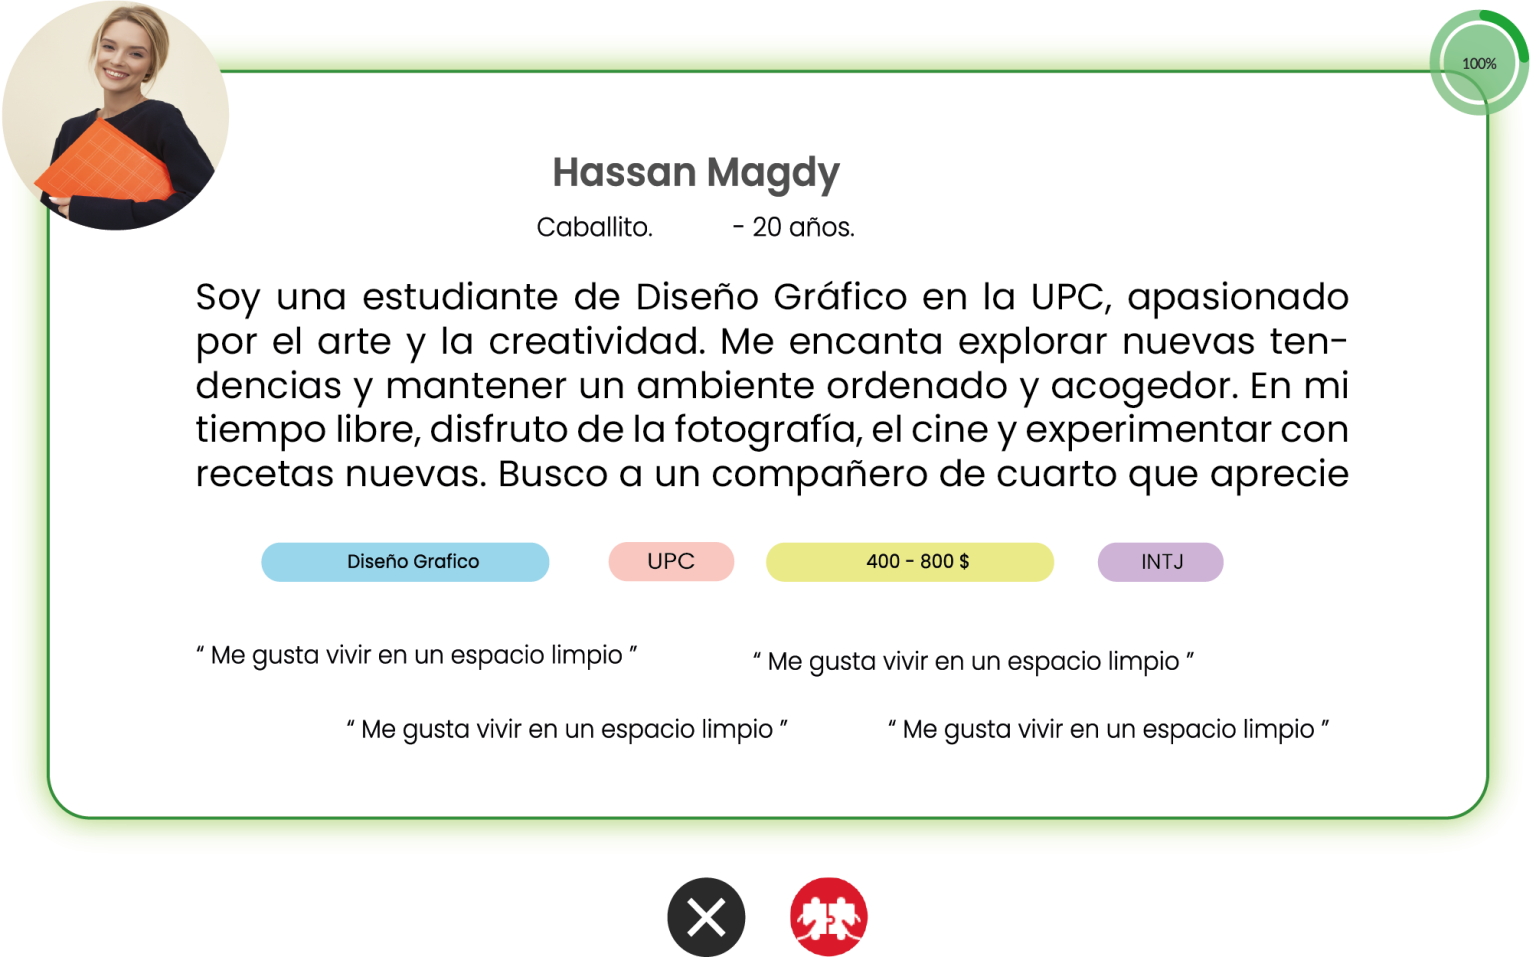 100%
Hassan Magdy
Caballito. - 20 años.
Soy una estudiante de Diseño Gráfico en la UPC, apasionado
por el arte y la creatividad. Me encanta explorar nuevas ten-
dencias y mantener un ambiente ordenado y acogedor. En mi
tiempo libre, disfruto de la fotografía, el cine y experimentar con
recetas nuevas. Busco a un compañero de cuarto que aprecie
Diseño Grafico UPC 400 - 800 $ INTJ
“ Me gusta vivir en un espacio limpio ” “ Me gusta vivir en un espacio limpio ”
“ Me gusta vivir en un espacio limpio ” “ Me gusta vivir en un espacio limpio ”